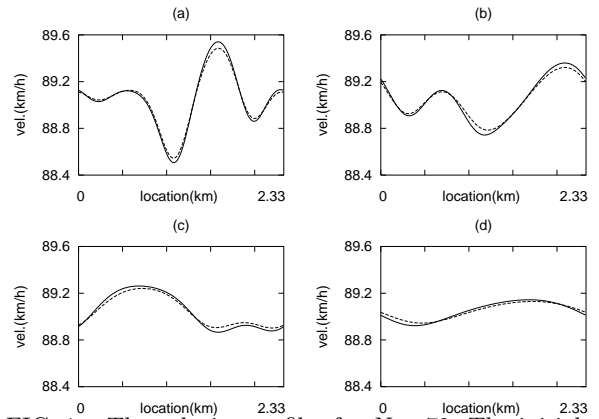 (a)
89.6
89.2
88.8
88.4
vel.(km/h)
0 location(km) 2.33
(b)
89.6
89.2
88.8
88.4
vel.(km/h)
0 location(km) 2.33
(c)
89.6
89.2
88.8
88.4
vel.(km/h)
0 location(km) 2.33
(d)
89.6
89.2
88.8
88.4
vel.(km/h)
0 location(km) 2.33